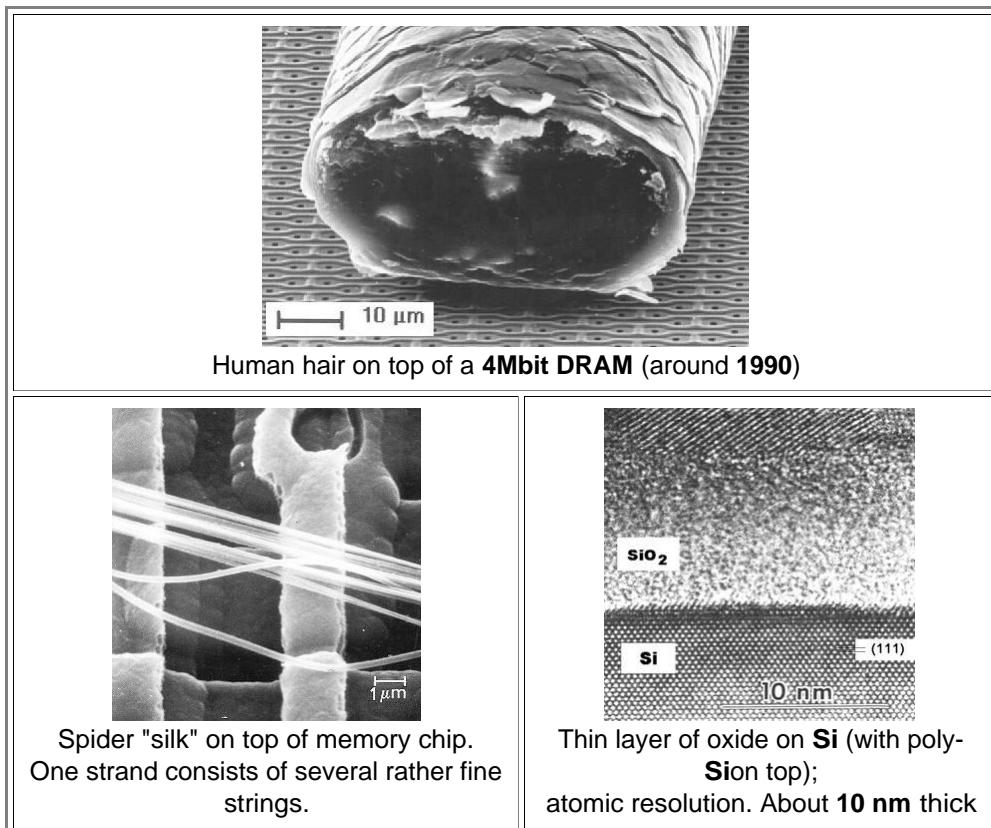 10 µm
Human hair on top of a 4Mbit DRAM (around 1990)
1 µm
Spider "silk" on top of memory chip.
One strand consists of several rather fine
strings.
SiO₂
Si
(111)
10 nm
Thin layer of oxide on Si (with poly-
Sion top);
atomic resolution. About 10 nm thick